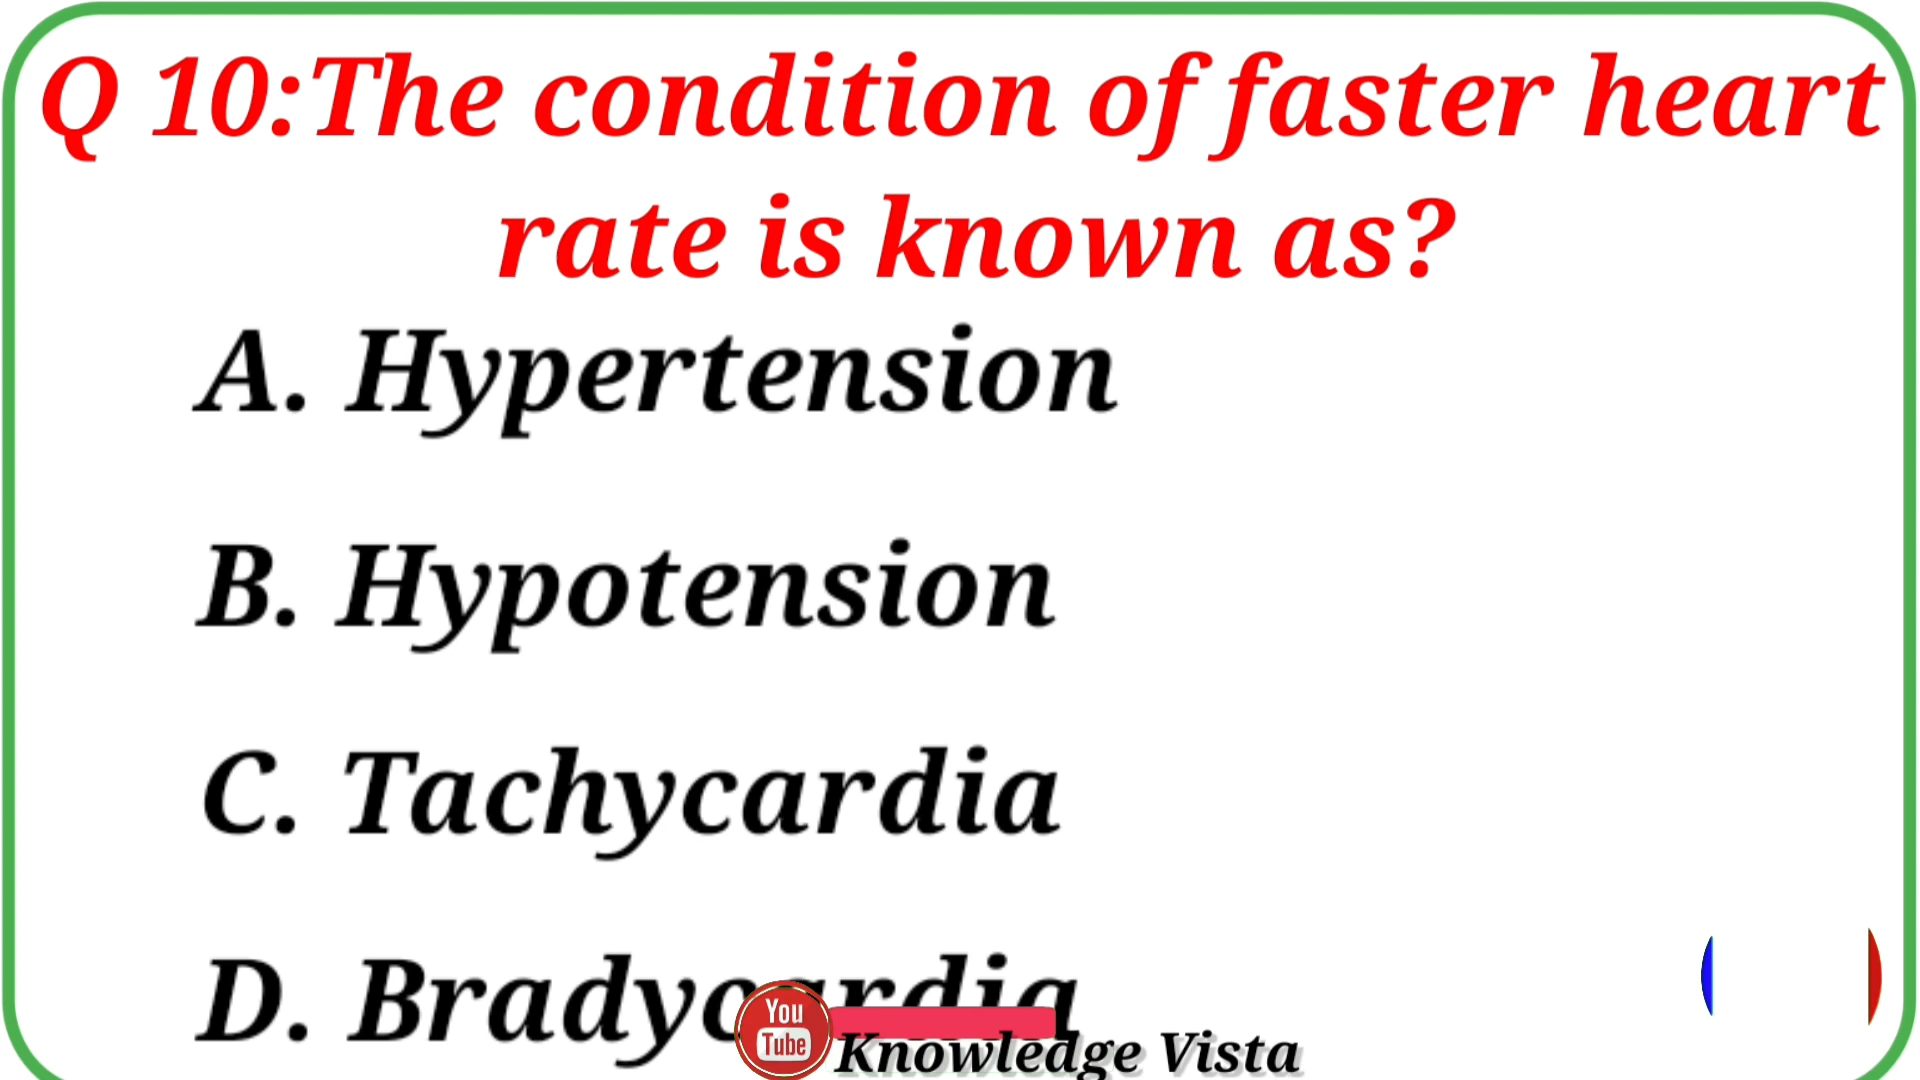 Q 10:The condition of faster heart
rate is known as?
A. Hypertension
B. Hypotension
C. Tachycardia
D. Bradycardia
You
Tube
Knowledge Vista